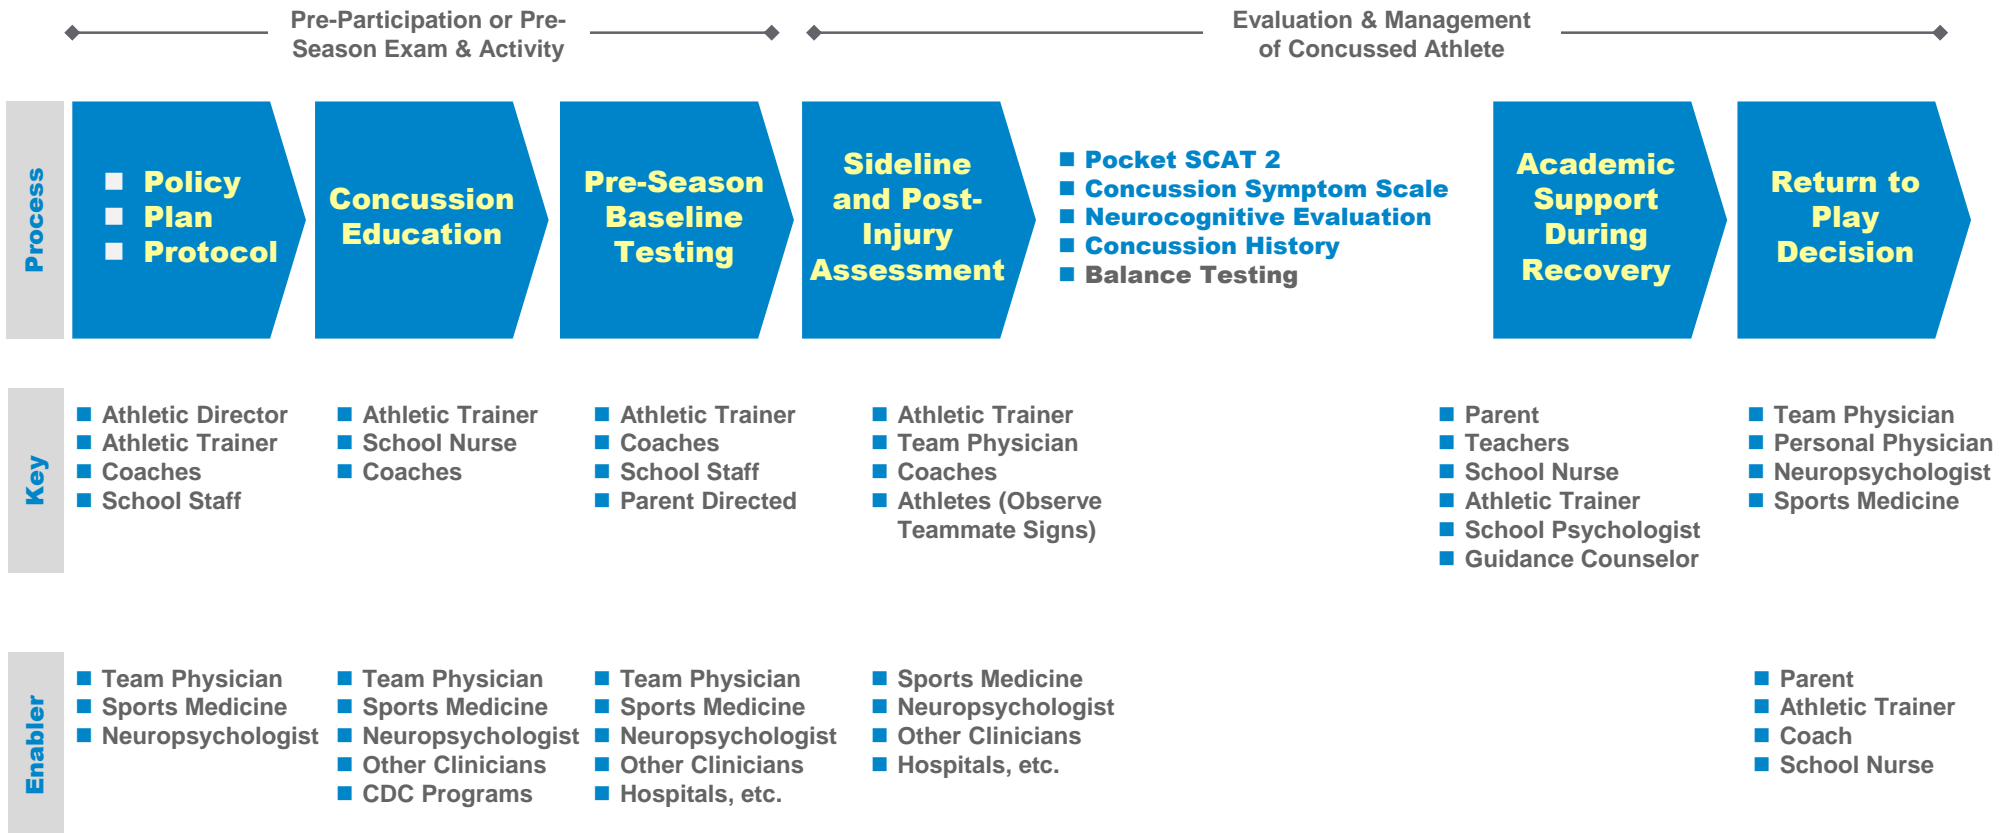 Pre-Participation or Pre-
Season Exam & Activity
Evaluation & Management
of Concussed Athlete
Process
Policy
Plan
Protocol
Concussion
Education
Pre-Season
Baseline
Testing
Sideline
and Post-
Injury
Assessment
Pocket SCAT 2
Concussion Symptom Scale
Neurocognitive Evaluation
Concussion History
Balance Testing
Academic
Support
During
Recovery
Return to
Play
Decision
Key
Athletic Director
Athletic Trainer
Coaches
School Staff
Athletic Trainer
School Nurse
Coaches
Athletic Trainer
Coaches
School Staff
Parent Directed
Athletic Trainer
Team Physician
Coaches
Athletes (Observe
Teammate Signs)
Parent
Teachers
School Nurse
Athletic Trainer
School Psychologist
Guidance Counselor
Team Physician
Personal Physician
Neuropsychologist
Sports Medicine
Enabler
Team Physician
Sports Medicine
Neuropsychologist
Team Physician
Sports Medicine
Neuropsychologist
Other Clinicians
CDC Programs
Team Physician
Sports Medicine
Neuropsychologist
Other Clinicians
Hospitals, etc.
Sports Medicine
Neuropsychologist
Other Clinicians
Hospitals, etc.
Parent
Athletic Trainer
Coach
School Nurse